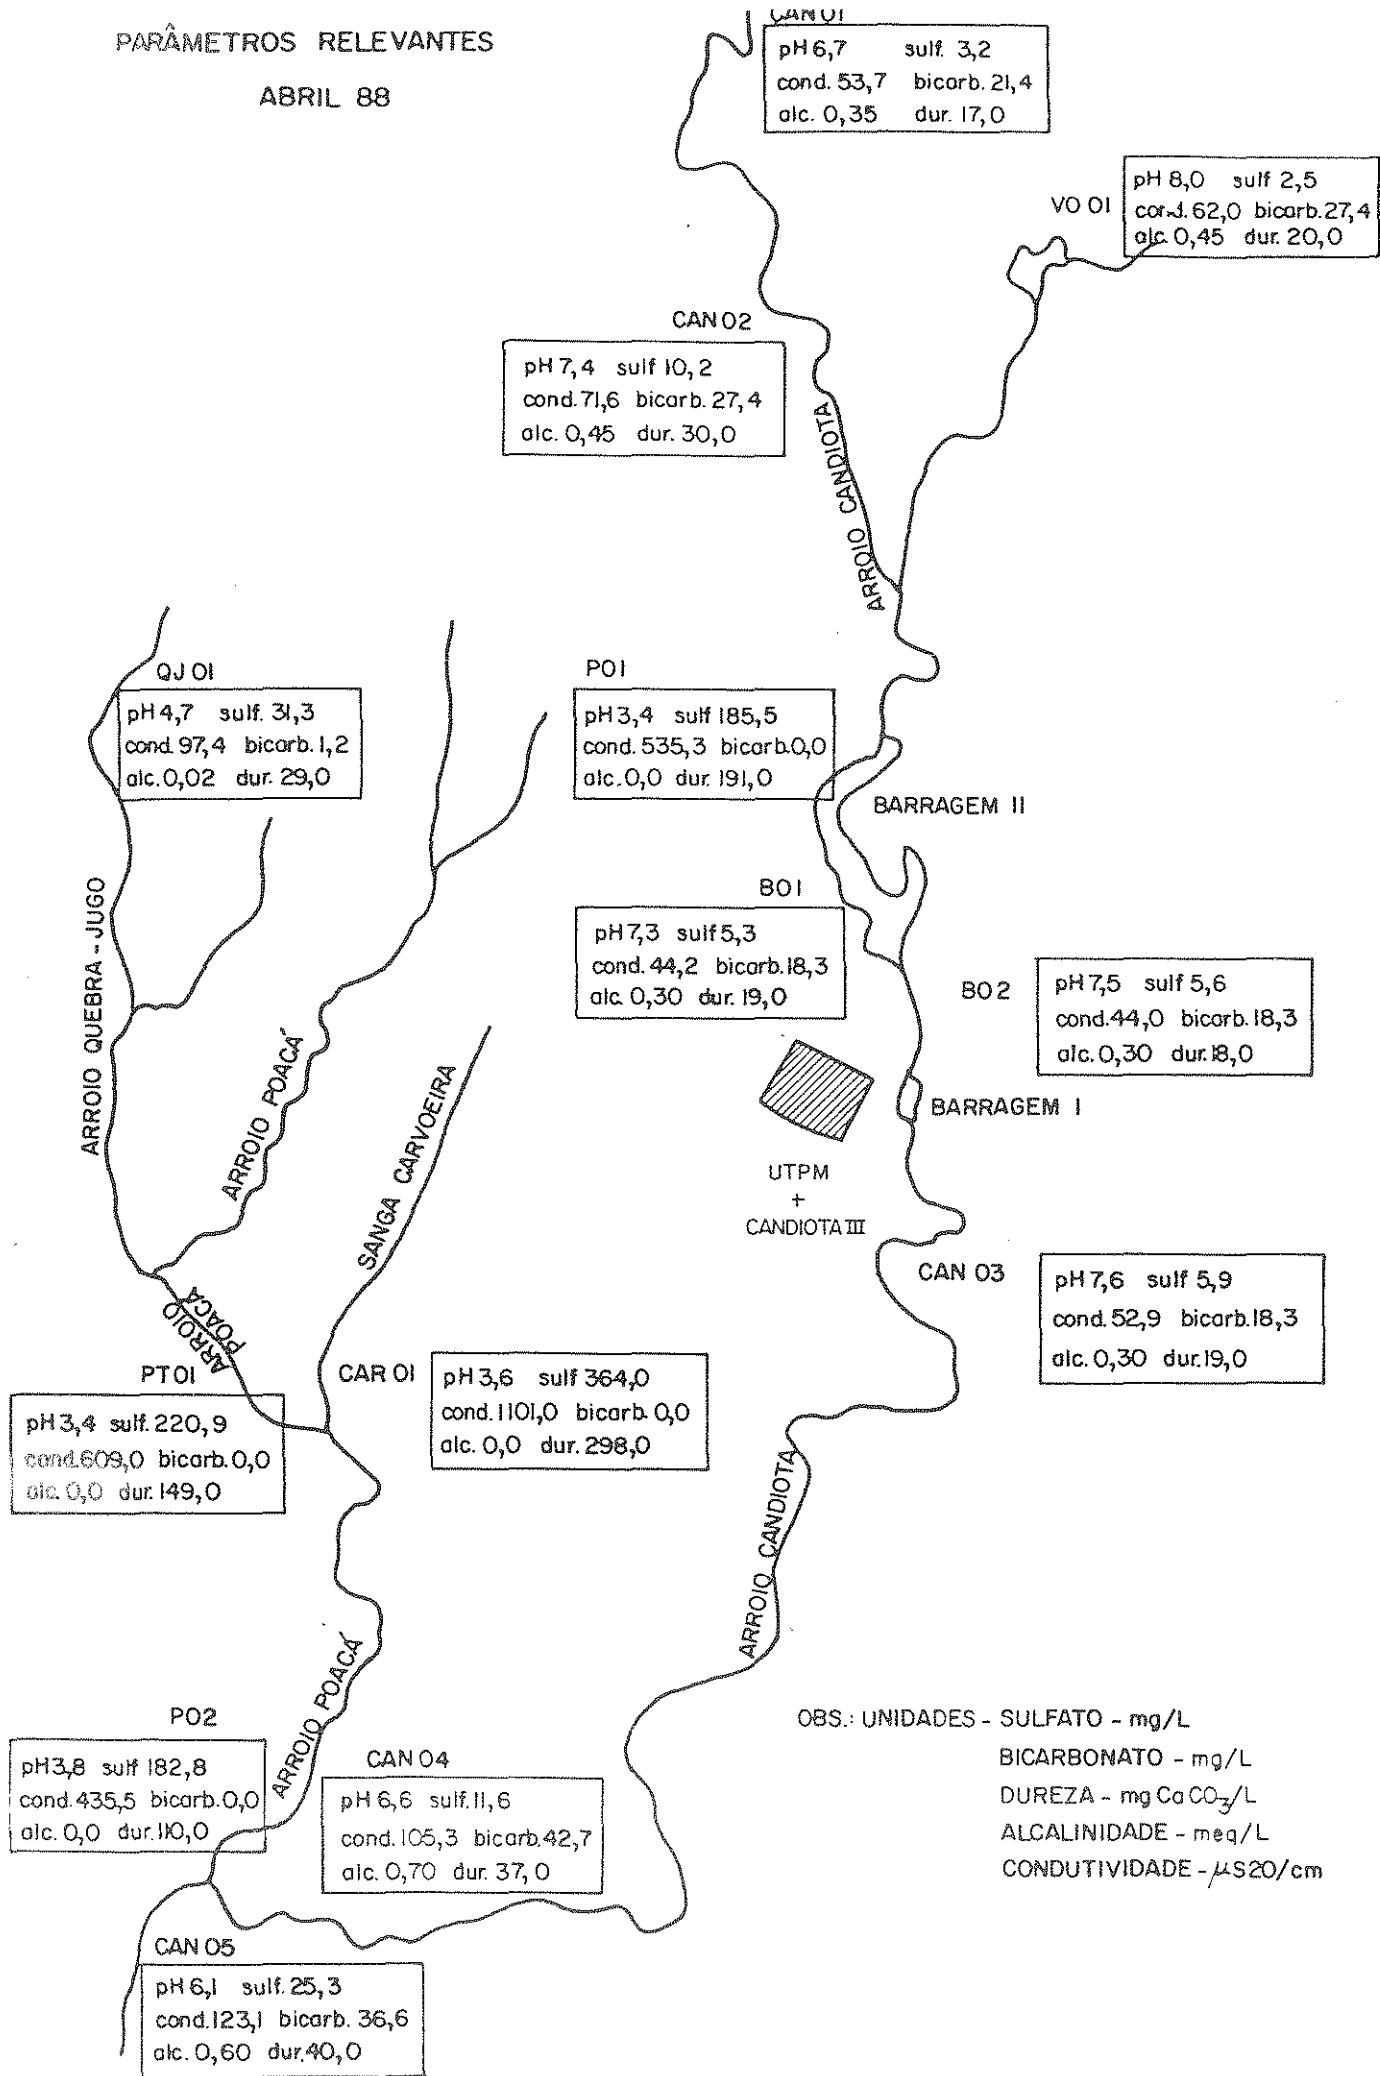 PARÂMETROS RELEVANTES
ABRIL 88
CAN 01
pH 6,7 sulf. 3,2
cond. 53,7 bicarb. 21,4
alc. 0,35 dur. 17,0
VO 01
pH 8,0 sulf 2,5
cond. 62,0 bicarb. 27,4
alc. 0,45 dur. 20,0
CAN 02
pH 7,4 sulf 10,2
cond. 71,6 bicarb. 27,4
alc. 0,45 dur. 30,0
ARROIO CANDIOTA
QJ 01
pH 4,7 sulf. 31,3
cond. 97,4 bicarb. 1,2
alc. 0,02 dur. 29,0
P01
pH 3,4 sulf 185,5
cond. 535,3 bicarb. 0,0
alc. 0,0 dur. 191,0
BARRAGEM II
B01
pH 7,3 sulf 5,3
cond. 44,2 bicarb. 18,3
alc. 0,30 dur. 19,0
B02
pH 7,5 sulf 5,6
cond. 44,0 bicarb. 18,3
alc. 0,30 dur. 18,0
ARROIO QUEBRA-JUGO
ARROIO POACÁ
SANGA CARVOEIRA
BARRAGEM I
UTPM
+
CANDIOTA III
CAN 03
pH 7,6 sulf 5,9
cond. 52,9 bicarb. 18,3
alc. 0,30 dur. 19,0
ARROIO
POACÁ
PT 01
pH 3,4 sulf. 220,9
cond. 609,0 bicarb. 0,0
alc. 0,0 dur. 149,0
CAR 01
pH 3,6 sulf 364,0
cond. 1101,0 bicarb. 0,0
alc. 0,0 dur. 298,0
ARROIO CANDIOTA
ARROIO POACÁ
P02
pH 3,8 sulf 182,8
cond. 435,5 bicarb. 0,0
alc. 0,0 dur. 110,0
CAN 04
pH 6,6 sulf. 11,6
cond. 105,3 bicarb. 42,7
alc. 0,70 dur. 37,0
OBS.: UNIDADES - SULFATO - mg/L
BICARBONATO - mg/L
DUREZA - mg CaCO3/L
ALCALINIDADE - meq/L
CONDUTIVIDADE - µS20/cm
CAN 05
pH 6,1 sulf. 25,3
cond. 123,1 bicarb. 36,6
alc. 0,60 dur. 40,0